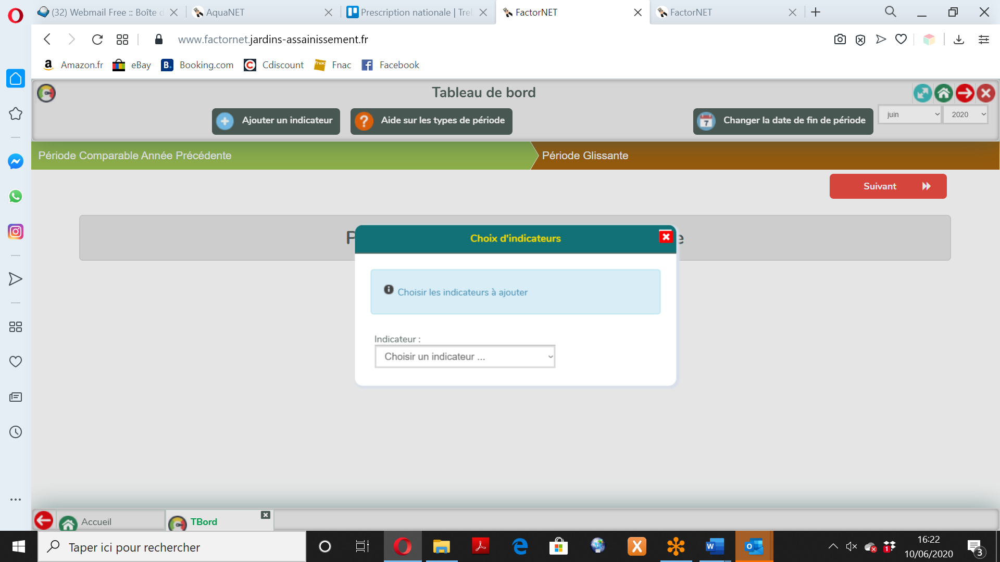 (32) Webmail Free :: Boîte d
AquaNET
Prescription nationale | Trel
FactorNET
FactorNET
www.factornet.jardins-assainissement.fr
Amazon.fr
eBay
Booking.com
Cdiscount
Fnac
Facebook
Tableau de bord
Ajouter un indicateur
Aide sur les types de période
Changer la date de fin de période
juin
2020
Période Comparable Année Précédente
Période Glissante
Suivant
P
e
Choix d'indicateurs
Choisir les indicateurs à ajouter
Indicateur :
Choisir un indicateur ...
Accueil
TBord
Taper ici pour rechercher
16:22
10/06/2020
3